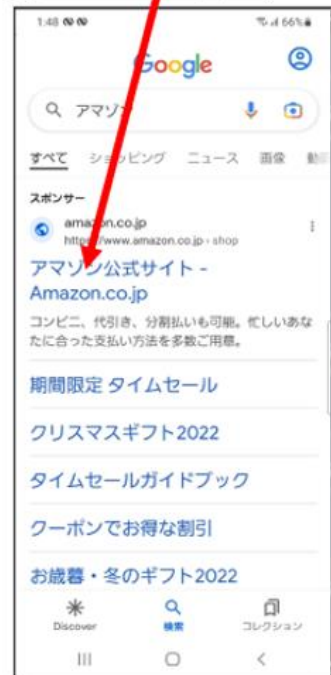 1:48
66%
Google
アマゾン
すべて ショッピング ニュース 画像 動画
スポンサー
amazon.co.jp
https://www.amazon.co.jp › shop
アマゾン公式サイト -
Amazon.co.jp
コンビニ、代引き、分割払いも可能。忙しいあな
たに合った支払い方法を多数ご用意。
期間限定 タイムセール
クリスマスギフト2022
タイムセールガイドブック
クーポンでお得な割引
お歳暮・冬のギフト2022
Discover 検索 コレクション